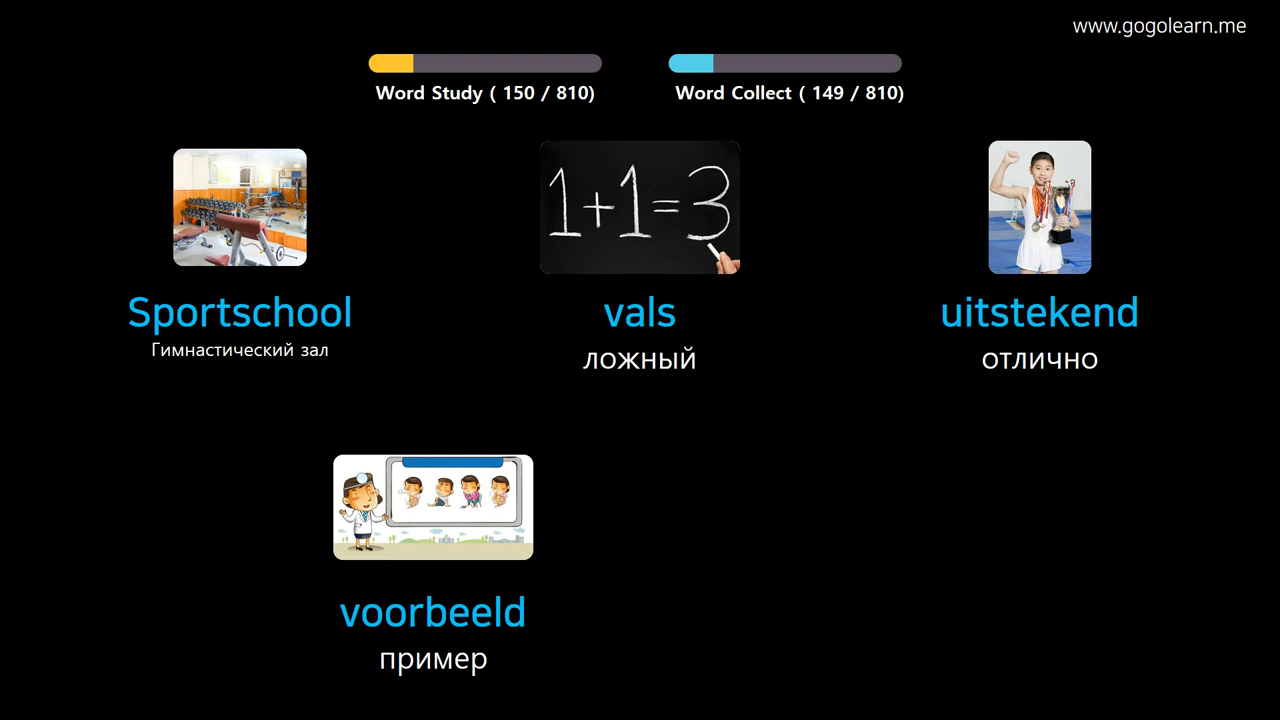 www.gogolearn.me
Word Study ( 150 / 810)
Word Collect ( 149 / 810)
1+1=3
Sportschool
Гимнастический зал
vals
ложный
uitstekend
отлично
voorbeeld
пример